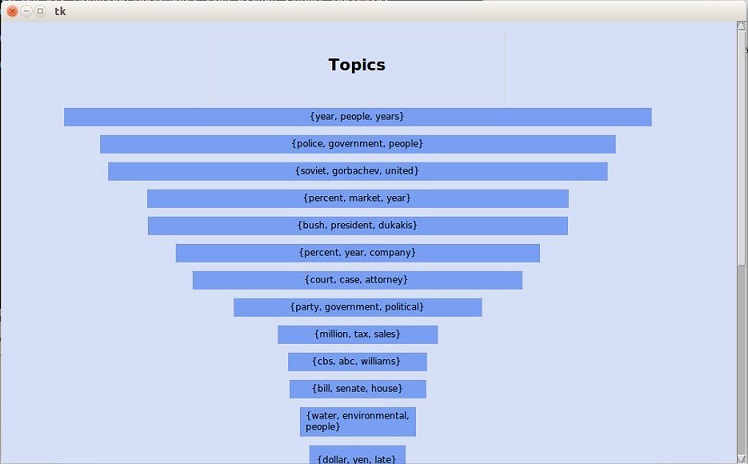 tk
Topics
{year, people, years}
{police, government, people}
{soviet, gorbachev, united}
{percent, market, year}
{bush, president, dukakis}
{percent, year, company}
{court, case, attorney}
{party, government, political}
{million, tax, sales}
{cbs, abc, williams}
{bill, senate, house}
{water, environmental,
people}
{dollar, yen, late}